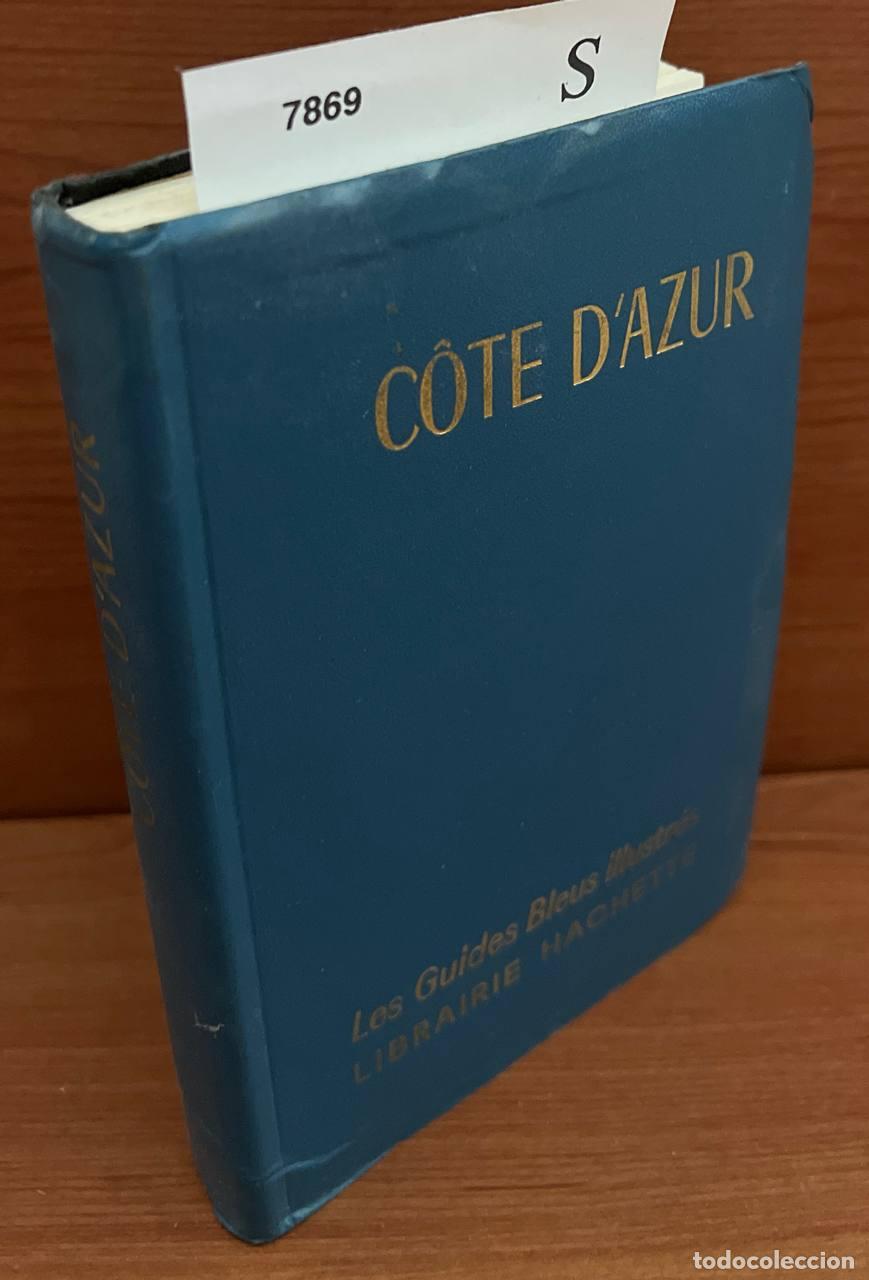 7869
S
CÔTE D'AZUR
CÔTE D'AZUR
Les Guides Bleus illustrés
LIBRAIRIE HACHETTE
todocoleccion